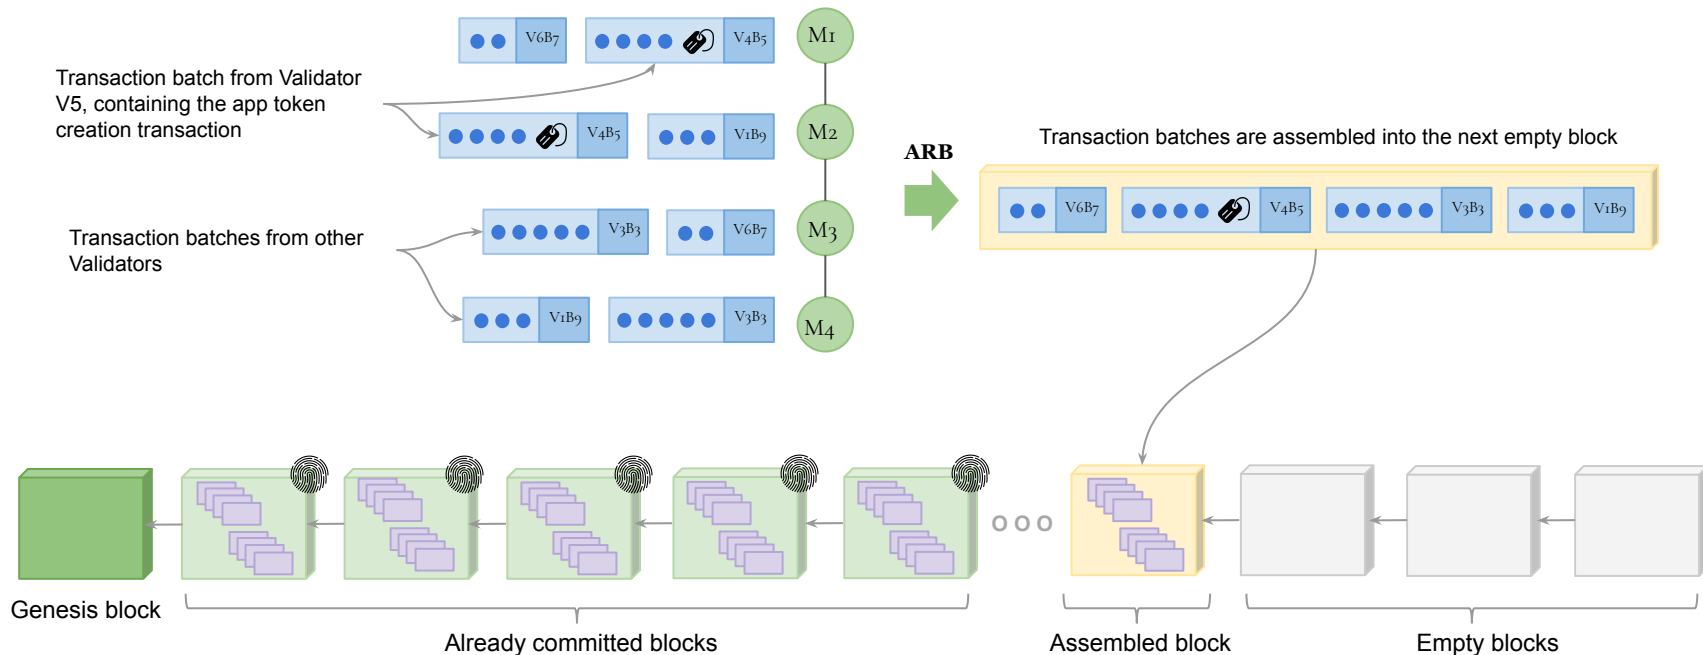 V6B7
V4B5
M1
Transaction batch from Validator
V5, containing the app token
creation transaction
V4B5
V1B9
M2
ARB
Transaction batches are assembled into the next empty block
V6B7
V4B5
V3B3
V1B9
Transaction batches from other
Validators
V3B3
V6B7
M3
V1B9
V3B3
M4
Genesis block
Already committed blocks
Assembled block
Empty blocks